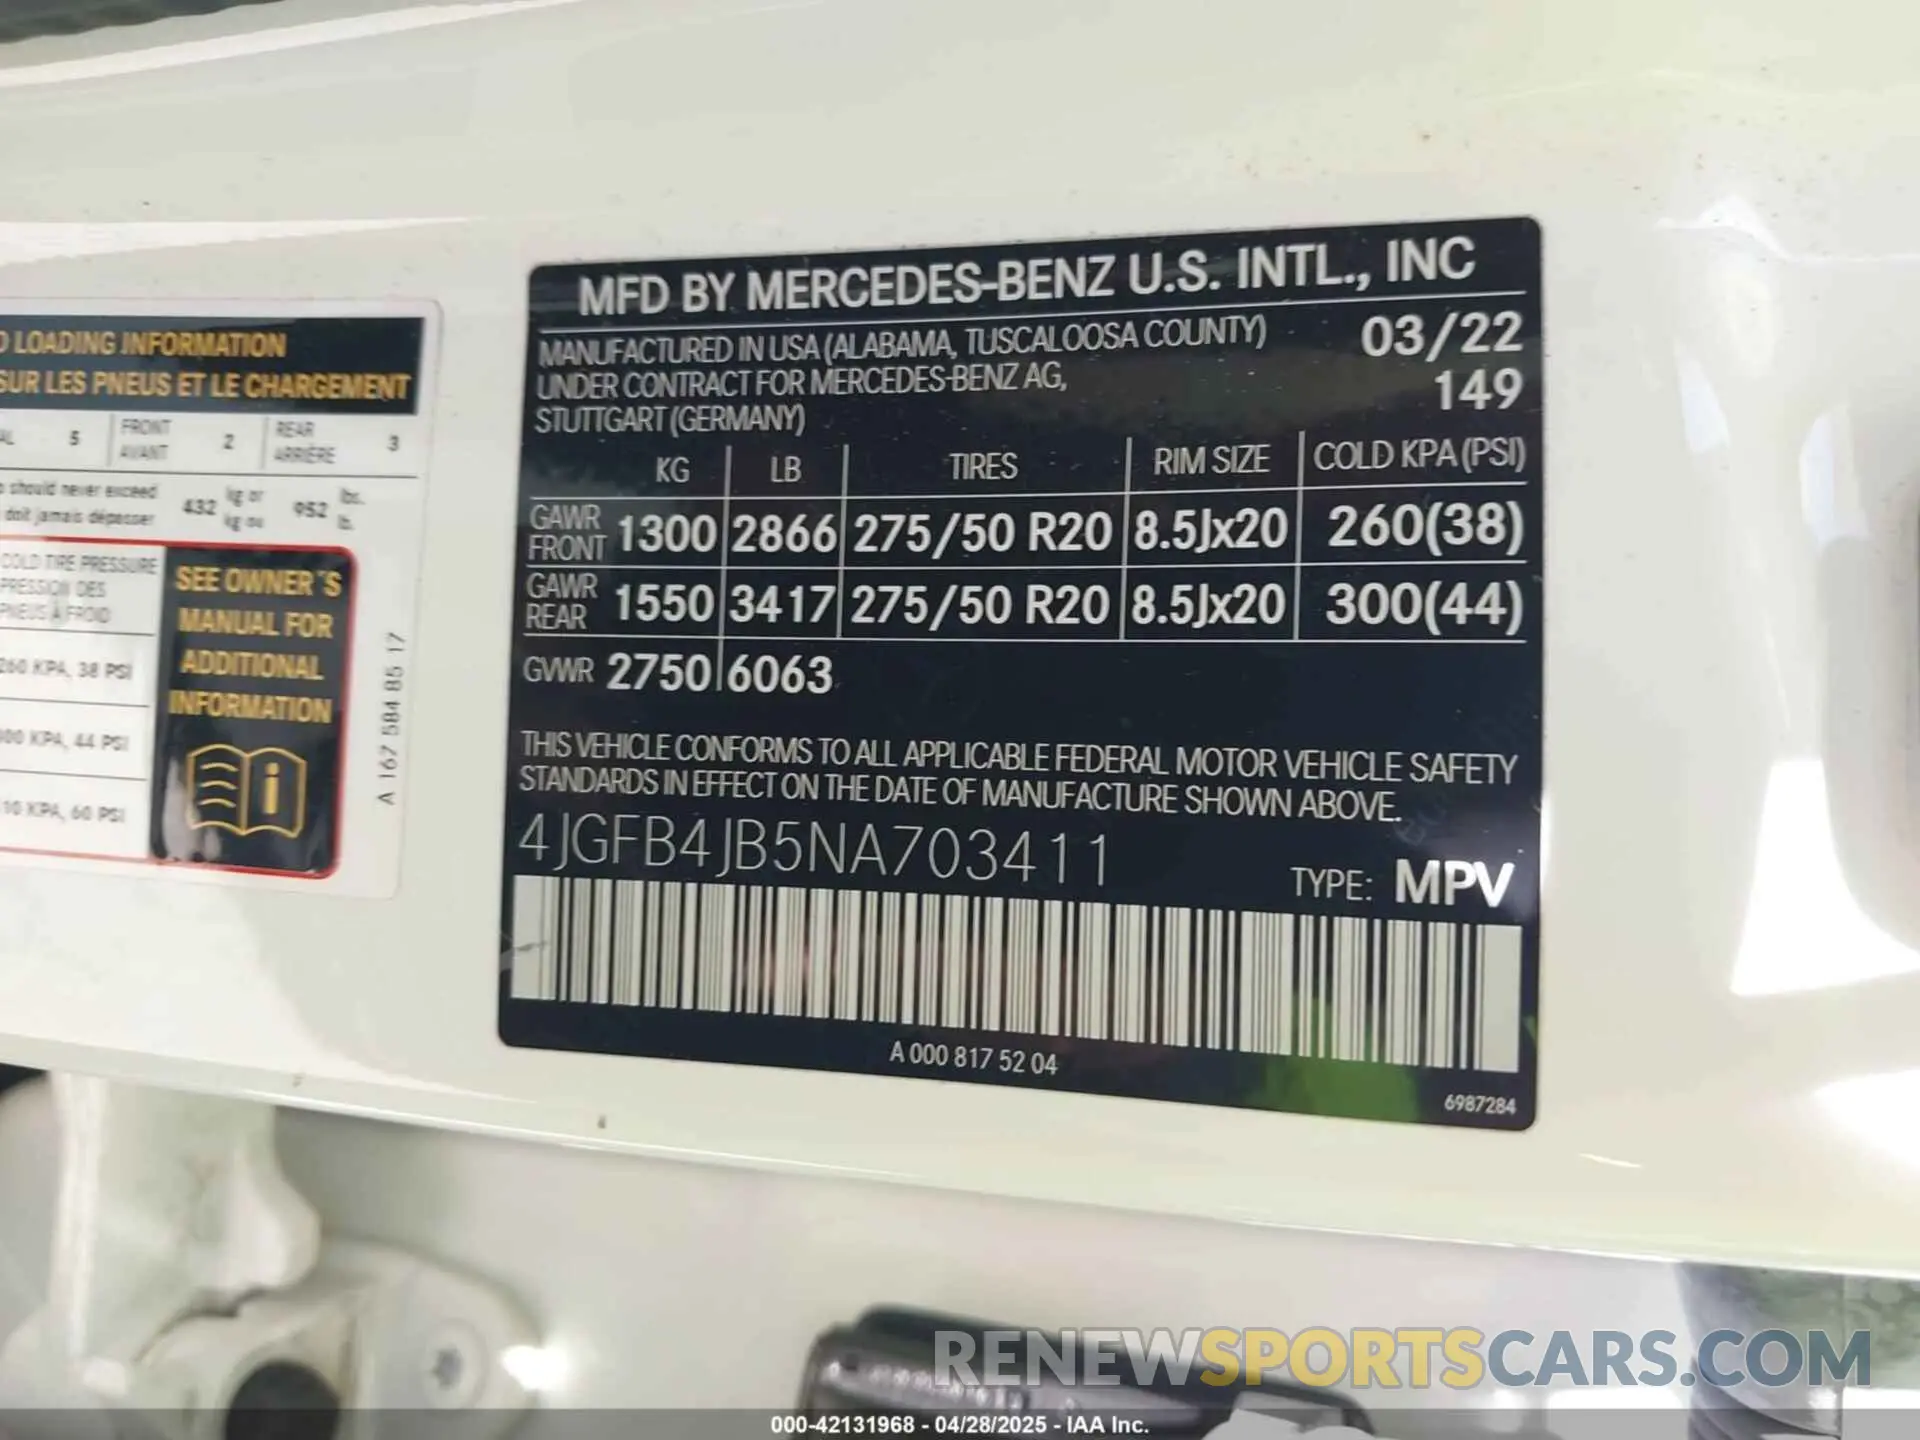 LOADING INFORMATION
SUR LES PNEUS ET LE CHARGEMENT
5 FRONT AVANT 2 REAR ARRIÈRE 3
should never exceed 432 kg or 952 lbs.
doit jamais dépasser kg ou lb.
COLD TIRE PRESSURE
PRESSION DES
PNEUS À FROID
260 KPA, 38 PSI
KPA, 44 PSI
KPA, 60 PSI
SEE OWNER´S
MANUAL FOR
ADDITIONAL
INFORMATION
A 167 584 85 17
MFD BY MERCEDES-BENZ U.S. INTL., INC
MANUFACTURED IN USA (ALABAMA, TUSCALOOSA COUNTY) 03/22
UNDER CONTRACT FOR MERCEDES-BENZ AG, 149
STUTTGART (GERMANY)
KG LB TIRES RIM SIZE COLD KPA (PSI)
GAWR FRONT 1300 2866 275/50 R20 8.5Jx20 260(38)
GAWR REAR 1550 3417 275/50 R20 8.5Jx20 300(44)
GVWR 2750 6063
THIS VEHICLE CONFORMS TO ALL APPLICABLE FEDERAL MOTOR VEHICLE SAFETY
STANDARDS IN EFFECT ON THE DATE OF MANUFACTURE SHOWN ABOVE.
4JGFB4JB5NA703411
TYPE: MPV
A 000 817 52 04
6987284
RENEWSPORTSCARS.COM
000-42131968 - 04/28/2025 - IAA Inc.